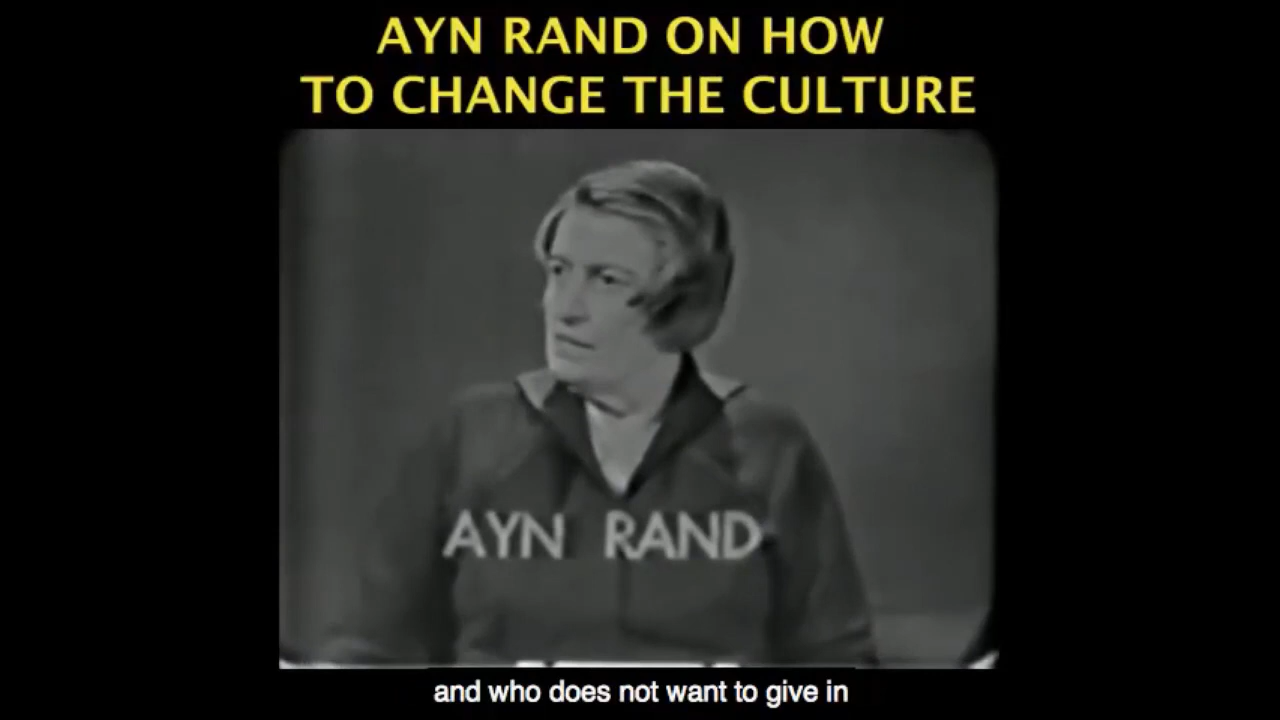 AYN RAND ON HOW
TO CHANGE THE CULTURE
AYN RAND
and who does not want to give in